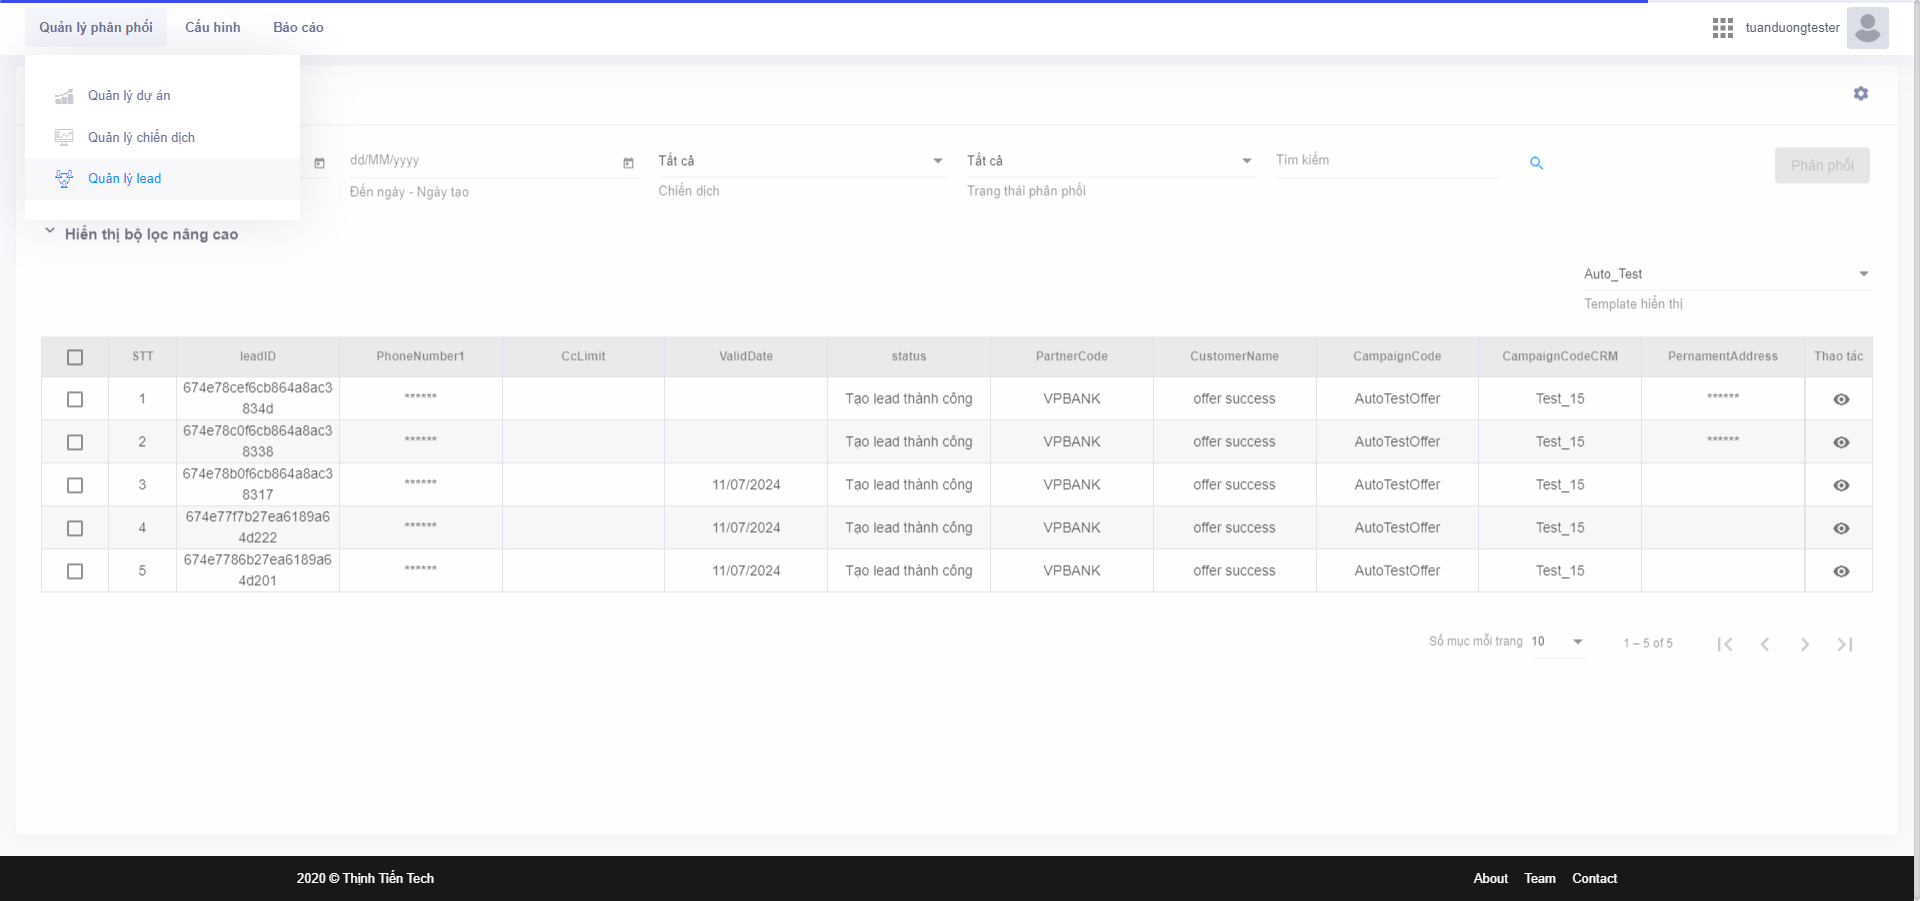 Quản lý phân phối Cấu hình Báo cáo tuanduongtester
Quản lý dự án
Quản lý chiến dịch
Quản lý lead
dd/MM/yyyy Tất cả Tất cả Tìm kiếm Phân phối
Đến ngày - Ngày tạo Chiến dịch Trạng thái phân phối
Hiển thị bộ lọc nâng cao
Auto_Test
Template hiển thị
STT leadID PhoneNumber1 CcLimit ValidDate status PartnerCode CustomerName CampaignCode CampaignCodeCRM PernamentAddress Thao tác
1 674e78cef6cb864a8ac3834d ****** Tạo lead thành công VPBANK offer success AutoTestOffer Test_15 ******
2 674e78c0f6cb864a8ac38338 ****** Tạo lead thành công VPBANK offer success AutoTestOffer Test_15 ******
3 674e78b0f6cb864a8ac38317 ****** 11/07/2024 Tạo lead thành công VPBANK offer success AutoTestOffer Test_15
4 674e77f7b27ea6189a64d222 ****** 11/07/2024 Tạo lead thành công VPBANK offer success AutoTestOffer Test_15
5 674e7786b27ea6189a64d201 ****** 11/07/2024 Tạo lead thành công VPBANK offer success AutoTestOffer Test_15
Số mục mỗi trang 10 1 – 5 of 5
2020 © Thịnh Tiến Tech About Team Contact